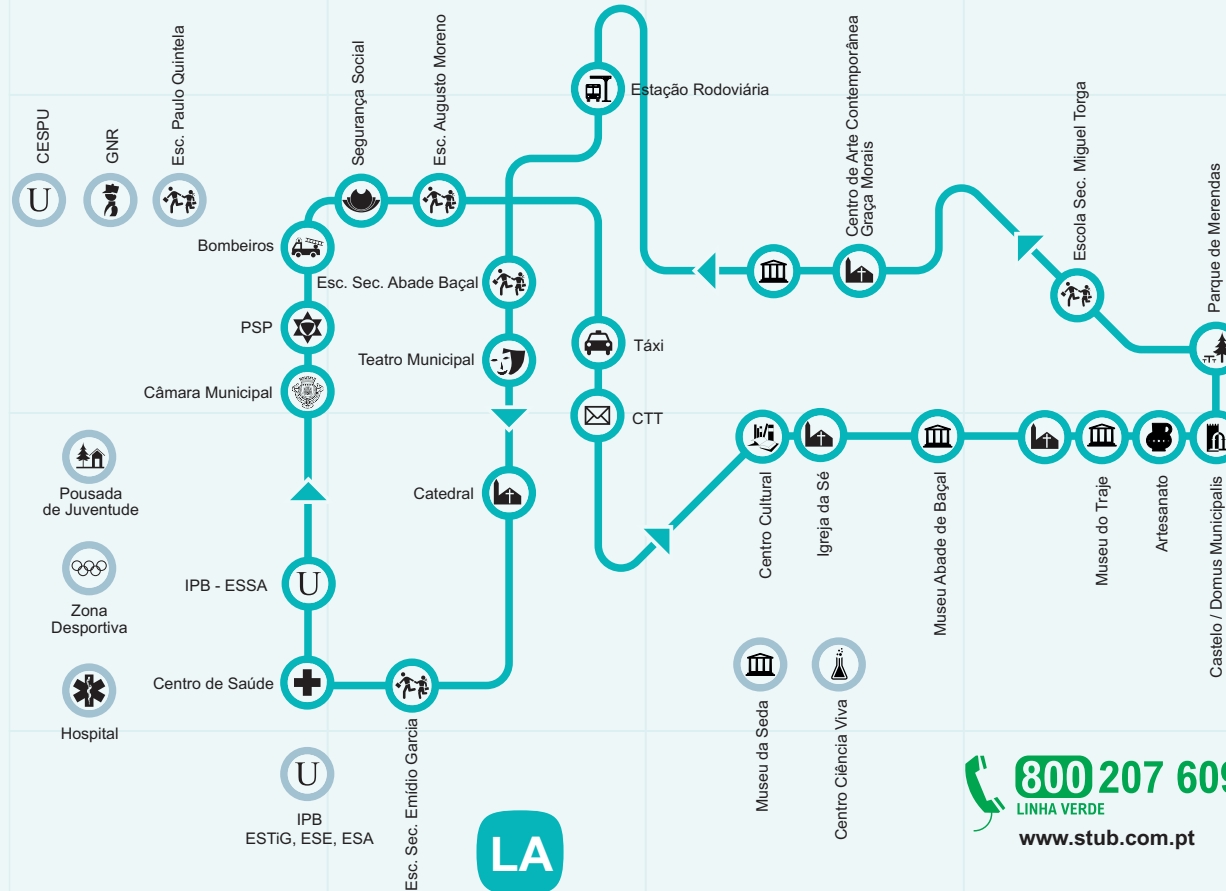 CESPU
GNR
Esc. Paulo Quintela
Segurança Social
Esc. Augusto Moreno
Estação Rodoviária
Centro de Arte Contemporânea
Graça Morais
Escola Sec. Miguel Torga
Parque de Merendas
U
Bombeiros
Esc. Sec. Abade Baçal
PSP
Táxi
Teatro Municipal
Câmara Municipal
CTT
Pousada
de Juventude
Catedral
Centro Cultural
Igreja da Sé
Museu Abade de Baçal
Museu do Traje
Artesanato
Castelo / Domus Municipalis
IPB - ESSA
U
Zona
Desportiva
Centro de Saúde
Hospital
Esc. Sec. Emídio Garcia
Museu da Seda
Centro Ciência Viva
U
IPB
ESTiG, ESE, ESA
LA
800 207 609
LINHA VERDE
www.stub.com.pt